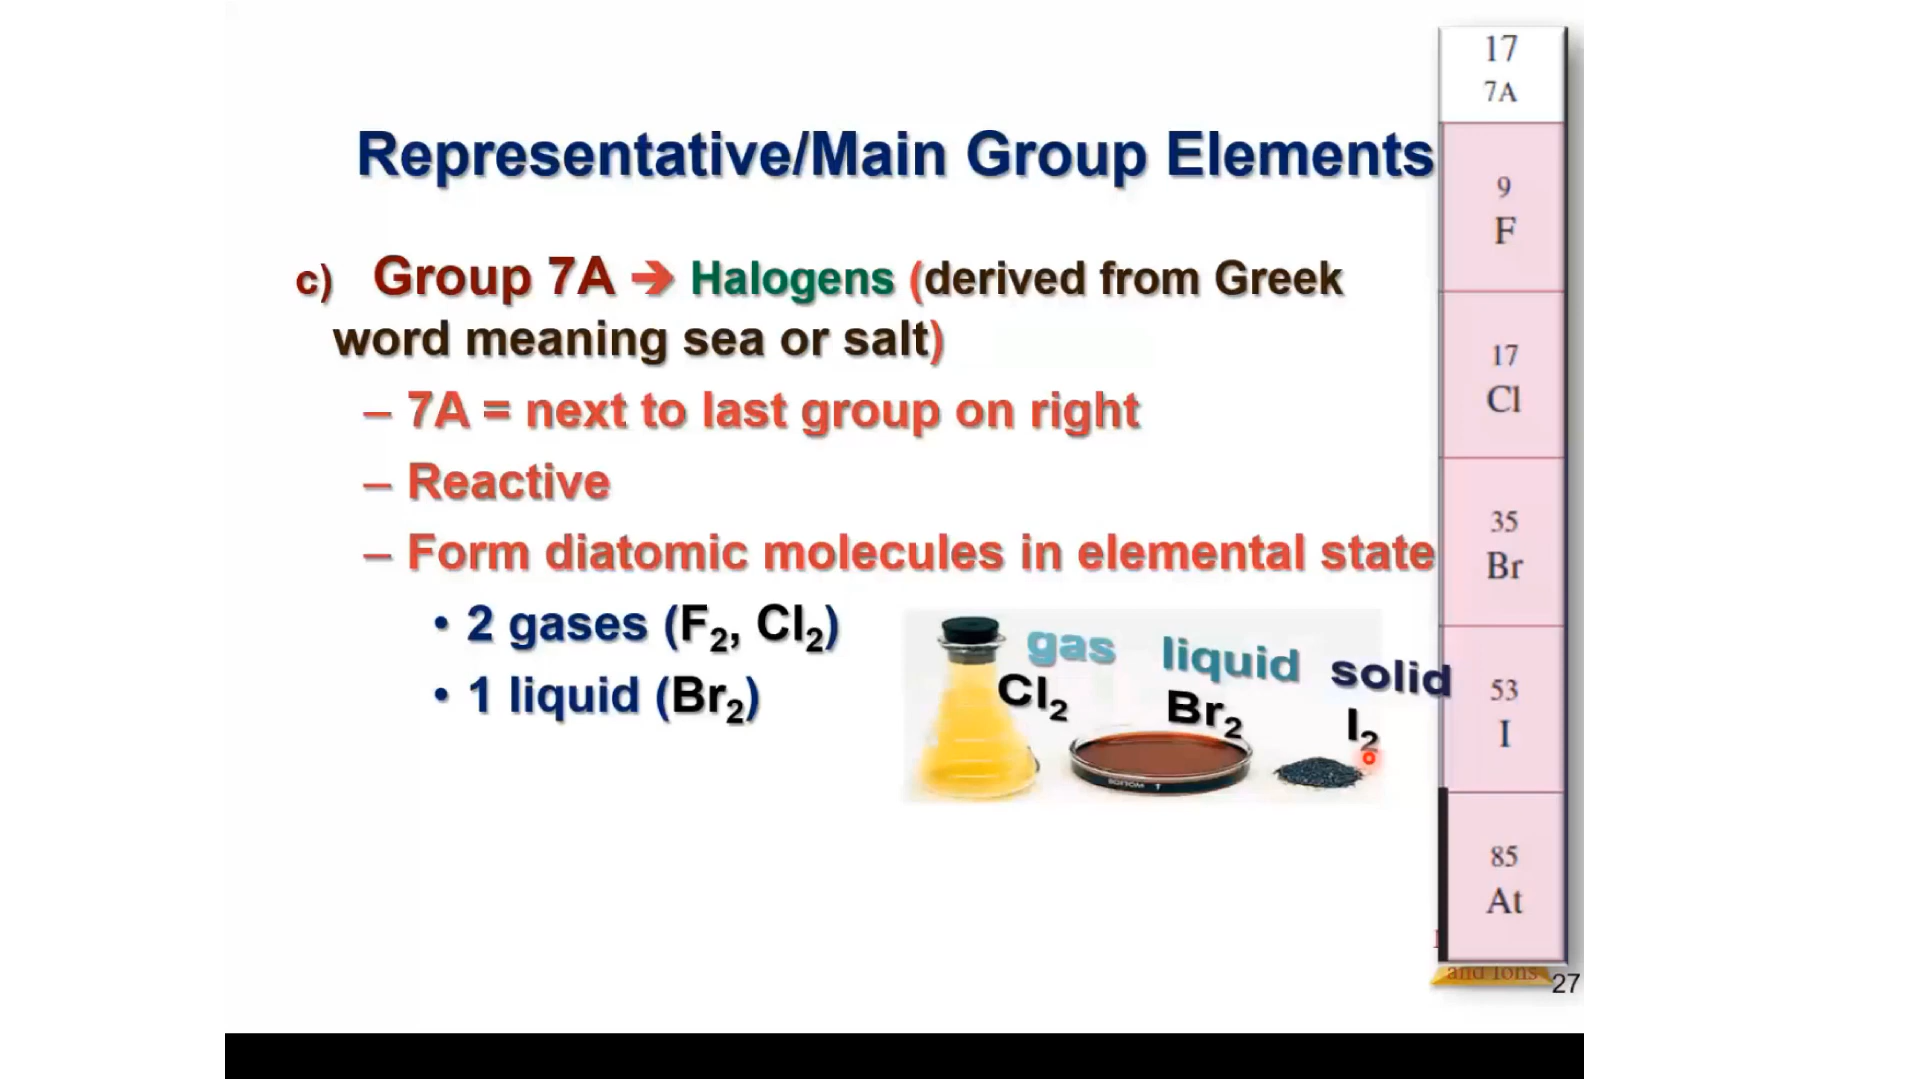 Representative/Main Group Elements
c) Group 7A ➔ Halogens (derived from Greek
word meaning sea or salt)
– 7A = next to last group on right
– Reactive
– Form diatomic molecules in elemental state
• 2 gases (F₂, Cl₂)
• 1 liquid (Br₂)
gas
Cl₂
liquid
Br₂
solid
I₂
17
7A
9
F
17
Cl
35
Br
53
I
85
At
and Ions
27